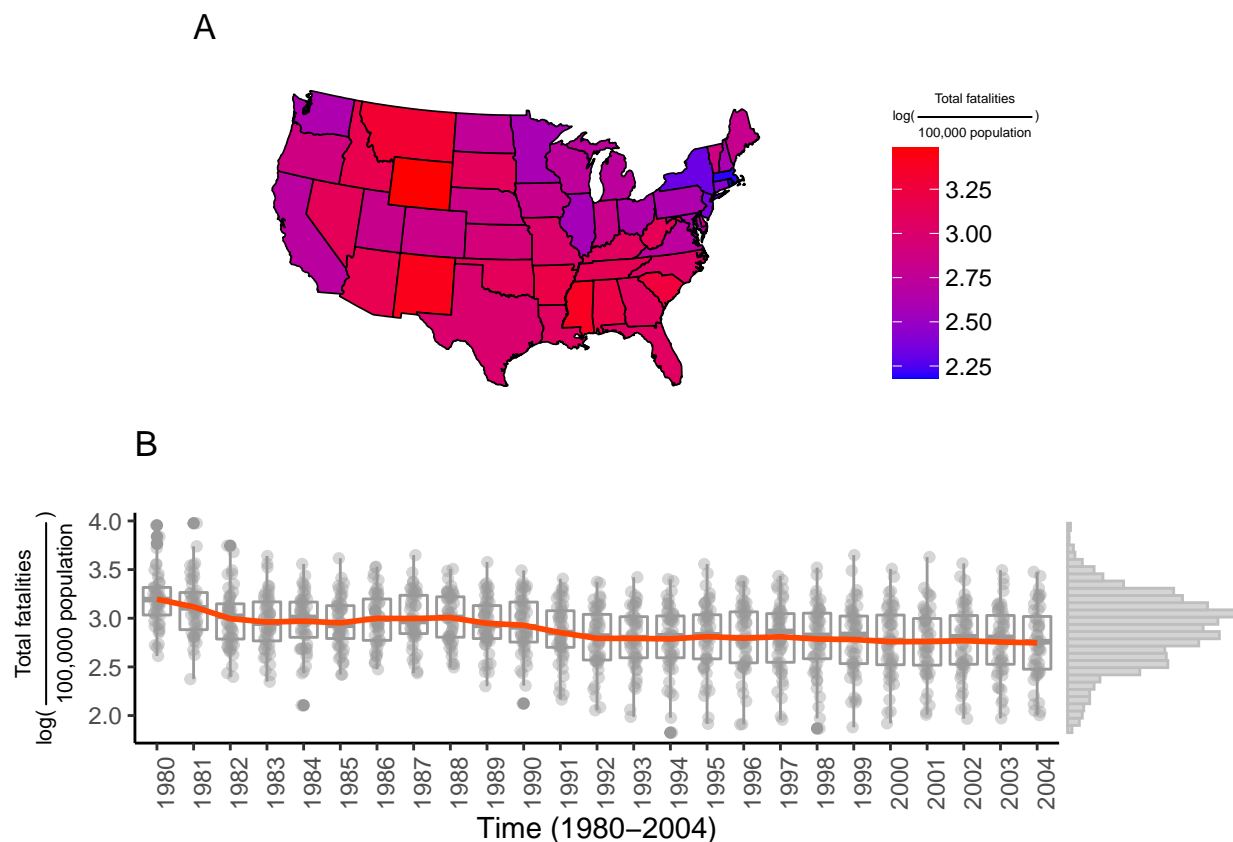 A
Total fatalities
log( )
100,000 population
3.25
3.00
2.75
2.50
2.25
B
log( Total fatalities )
100,000 population
4.0
3.5
3.0
2.5
2.0
1980 1981 1982 1983 1984 1985 1986 1987 1988 1989 1990 1991 1992 1993 1994 1995 1996 1997 1998 1999 2000 2001 2002 2003 2004
Time (1980−2004)